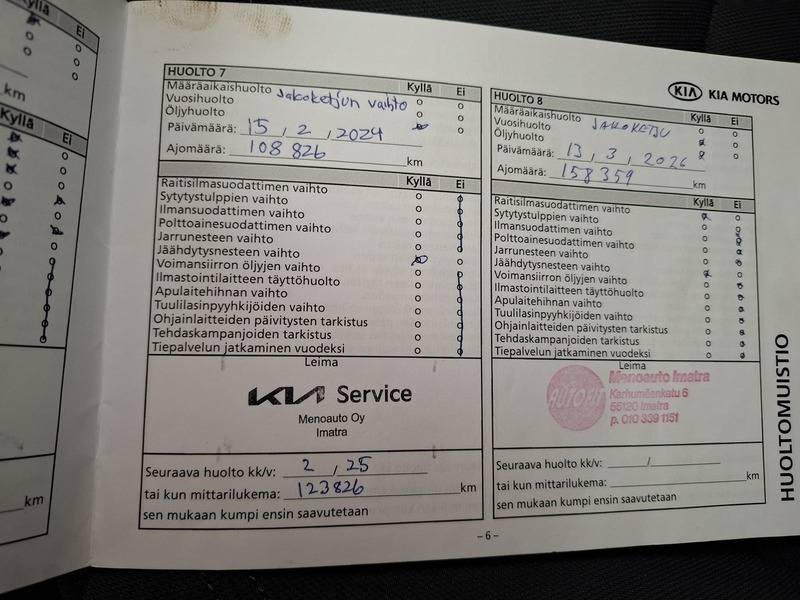 Kyllä
Ei
km
HUOLTO 7
Kyllä
Ei
Määräaikaishuolto
Vuosihuolto
Jakoketjun vaihto
Öljyhuolto
Päivämäärä: 15 , 2 , 2024
Ajomäärä: 108 826 km
Kyllä
Ei
Raitisilmasuodattimen vaihto
Sytytystulppien vaihto
Ilmansuodattimen vaihto
Polttoainesuodattimen vaihto
Jarrunesteen vaihto
Jäähdytysnesteen vaihto
Voimansiirron öljyjen vaihto
Ilmastointilaitteen täyttöhuolto
Apulaitehihnan vaihto
Tuulilasinpyyhkijöiden vaihto
Ohjainlaitteiden päivitysten tarkistus
Tehdaskampanjoiden tarkistus
Tiepalvelun jatkaminen vuodeksi
Leima
KIA Service
Menoauto Oy
Imatra
Seuraava huolto kk/v: 2 / 25
tai kun mittarilukema: 123826 km
sen mukaan kumpi ensin saavutetaan
KIA KIA MOTORS
HUOLTO 8
Kyllä
Ei
Määräaikaishuolto
Vuosihuolto
JAKOKETJU
Öljyhuolto
Päivämäärä: 13 , 3 , 2026
Ajomäärä: 158 359 km
Kyllä
Ei
Raitisilmasuodattimen vaihto
Sytytystulppien vaihto
Ilmansuodattimen vaihto
Polttoainesuodattimen vaihto
Jarrunesteen vaihto
Jäähdytysnesteen vaihto
Voimansiirron öljyjen vaihto
Ilmastointilaitteen täyttöhuolto
Apulaitehihnan vaihto
Tuulilasinpyyhkijöiden vaihto
Ohjainlaitteiden päivitysten tarkistus
Tehdaskampanjoiden tarkistus
Tiepalvelun jatkaminen vuodeksi
Leima
AUTOFIT
Menoauto Imatra
Karhumäenkatu 6
55120 Imatra
p. 010 339 1151
Seuraava huolto kk/v: /
tai kun mittarilukema: km
sen mukaan kumpi ensin saavutetaan
HUOLTOMUISTIO
- 6 -